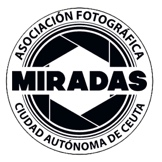 ASOCIACIÓN FOTOGRÁFICA
MIRADAS
CIUDAD AUTÓNOMA DE CEUTA